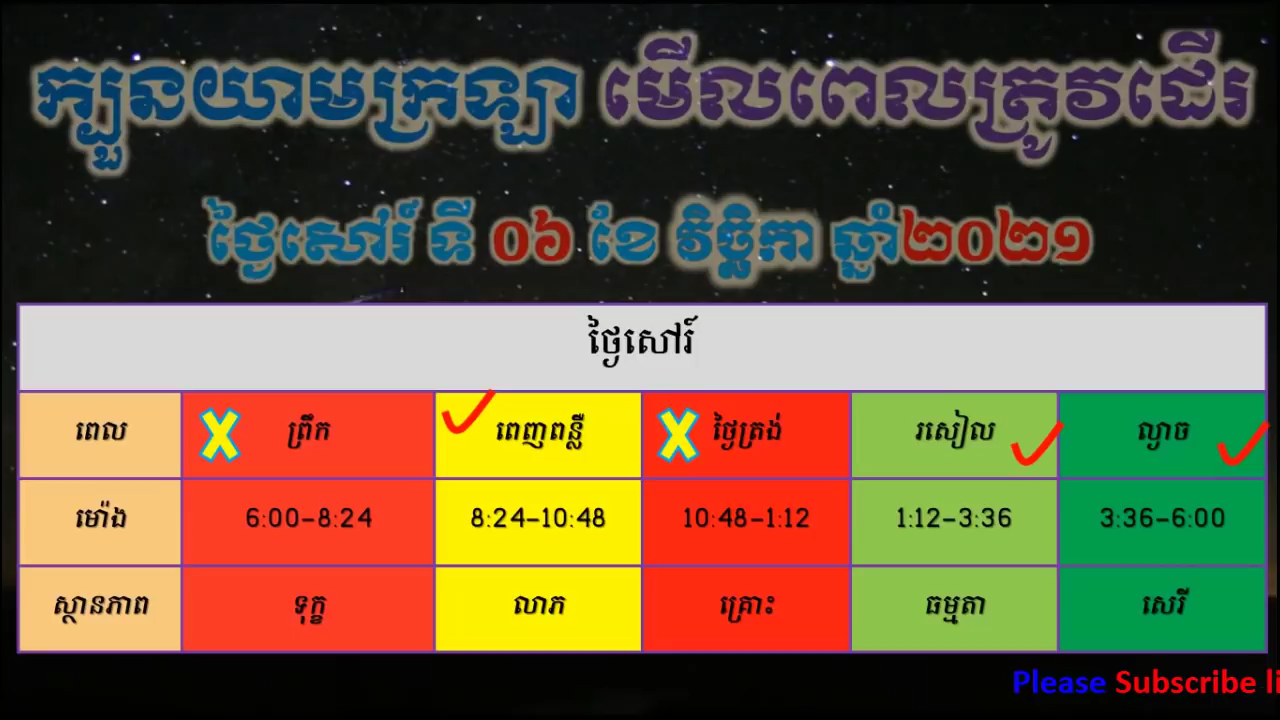 ក្បួនយាមក្រឡា មើលពេលត្រូវដើរ
ថ្ងៃសៅរ៍ ទី ០៦ ខែ វិច្ឆិកា ឆ្នាំ២០២១
ថ្ងៃសៅរ៍
ពេល ព្រឹក ពេញពន្លឺ ថ្ងៃត្រង់ រសៀល ល្ងាច
ម៉ោង 6:00-8:24 8:24-10:48 10:48-1:12 1:12-3:36 3:36-6:00
ស្ថានភាព ទុក្ខ លាភ គ្រោះ ធម្មតា សេរី
Please Subscribe li